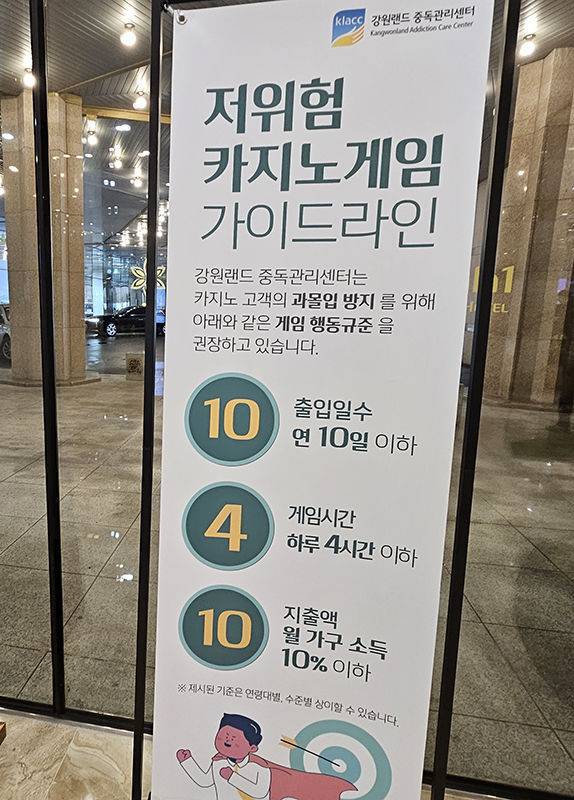 klacc
강원랜드 중독관리센터
Kangwonland Addiction Care Center
저위험
카지노게임
가이드라인
강원랜드 중독관리센터는
카지노 고객의 과몰입 방지 를 위해
아래와 같은 게임 행동규준 을
권장하고 있습니다.
10
출입일수
연 10일 이하
4
게임시간
하루 4시간 이하
10
지출액
월 가구 소득
10% 이하
※ 제시된 기준은 연령대별, 수준별 상이할 수 있습니다.